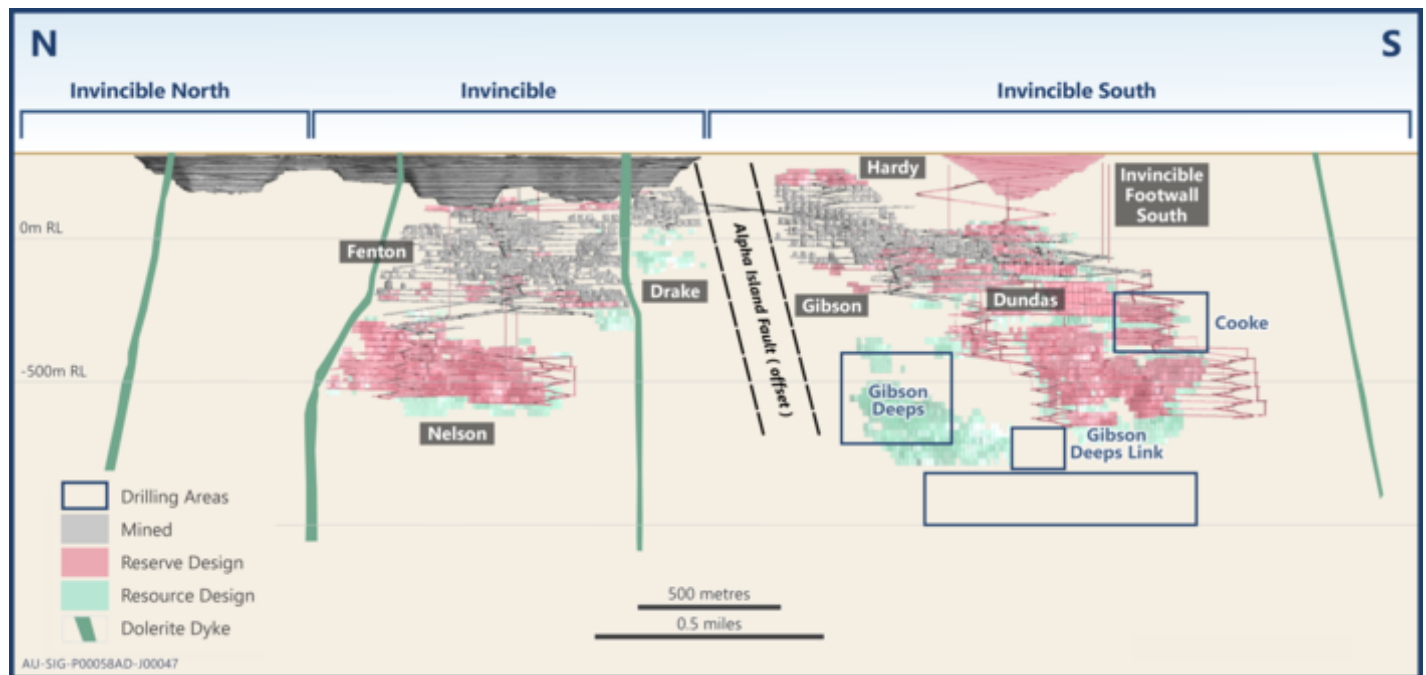 N
S
Invincible North
Invincible
Invincible South
Hardy
Invincible
Footwall
South
0m RL
Fenton
Drake
Alpha Island Fault ( offset )
Gibson
Dundas
Cooke
-500m RL
Gibson
Deeps
Nelson
Gibson
Deeps Link
Drilling Areas
Mined
Reserve Design
Resource Design
Dolerite Dyke
500 metres
0.5 miles
AU-SIG-P00058AD-J00047